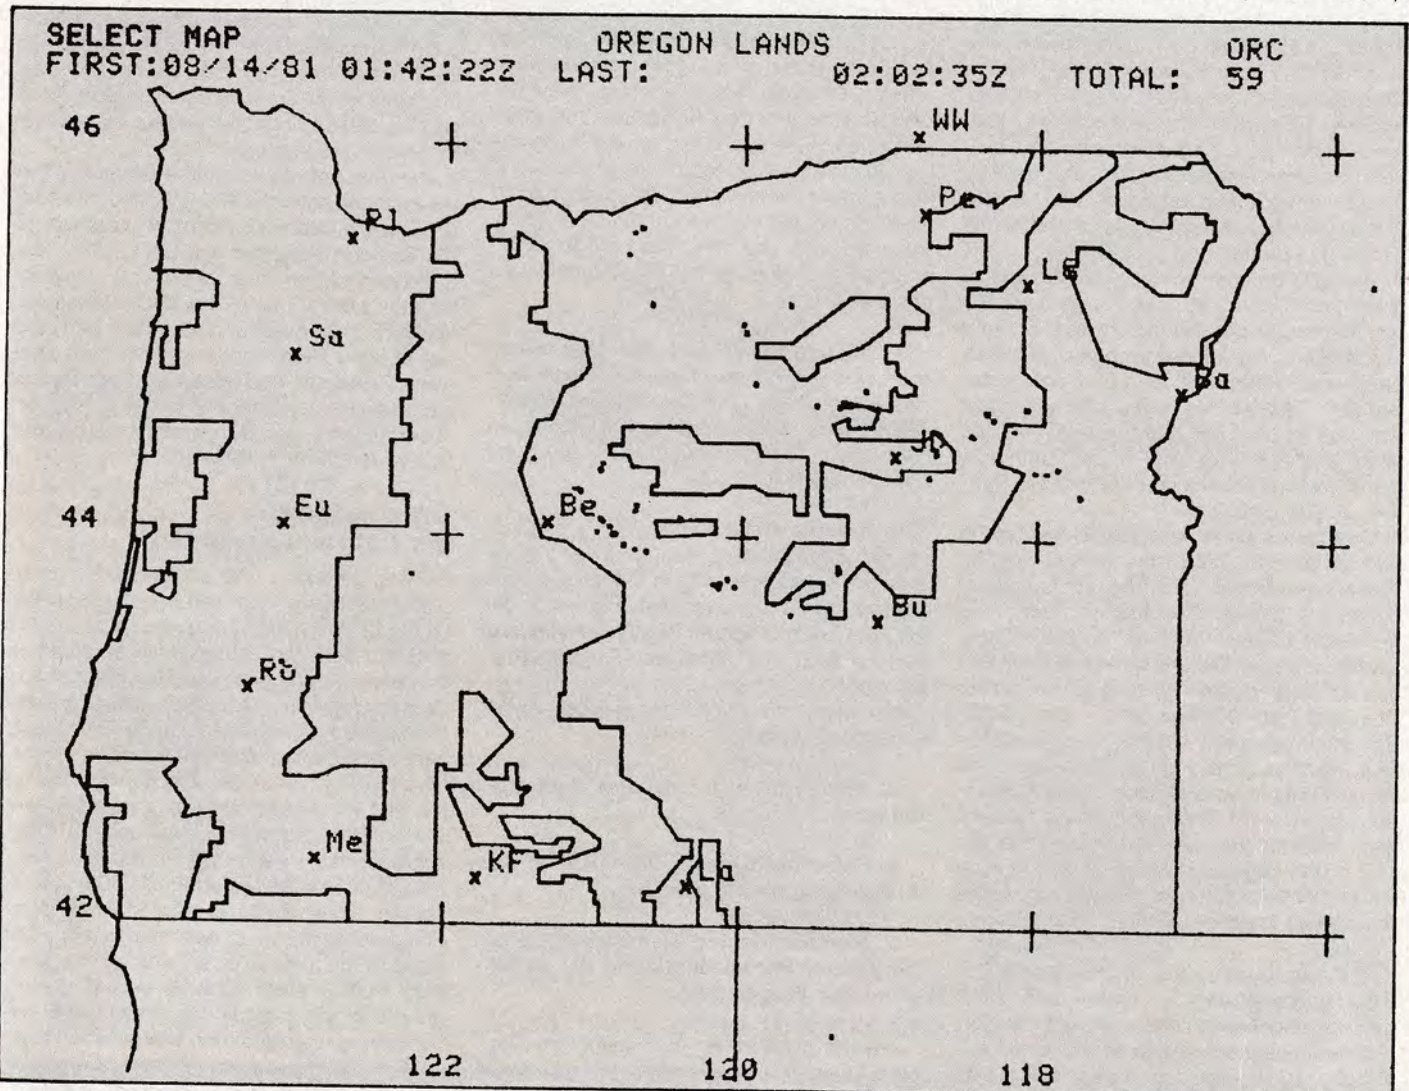 SELECT MAP OREGON LANDS ORC
FIRST:08/14/81 01:42:22Z LAST: 02:02:35Z TOTAL: 59
46
WW
Pe
Pl
LG
Sa
Ba
JD
44
Eu
Be
Bu
RB
Me
KF
La
42
122 120 118